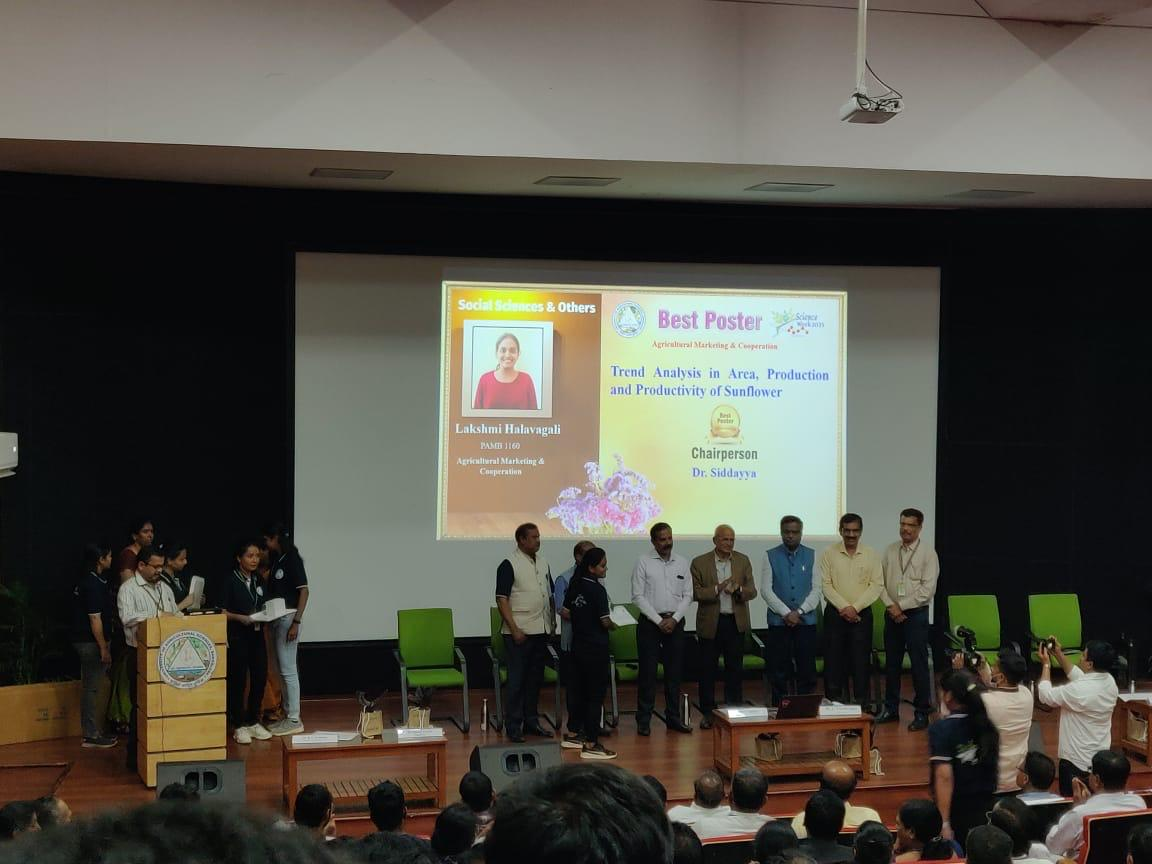 Social Sciences & Others
Lakshmi Halavagali
PAMB 1160
Agricultural Marketing &
Cooperation
Best Poster
Science
Week 2023
Agricultural Marketing & Cooperation
Trend Analysis in Area, Production
and Productivity of Sunflower
Best
Poster
Chairperson
Dr. Siddayya